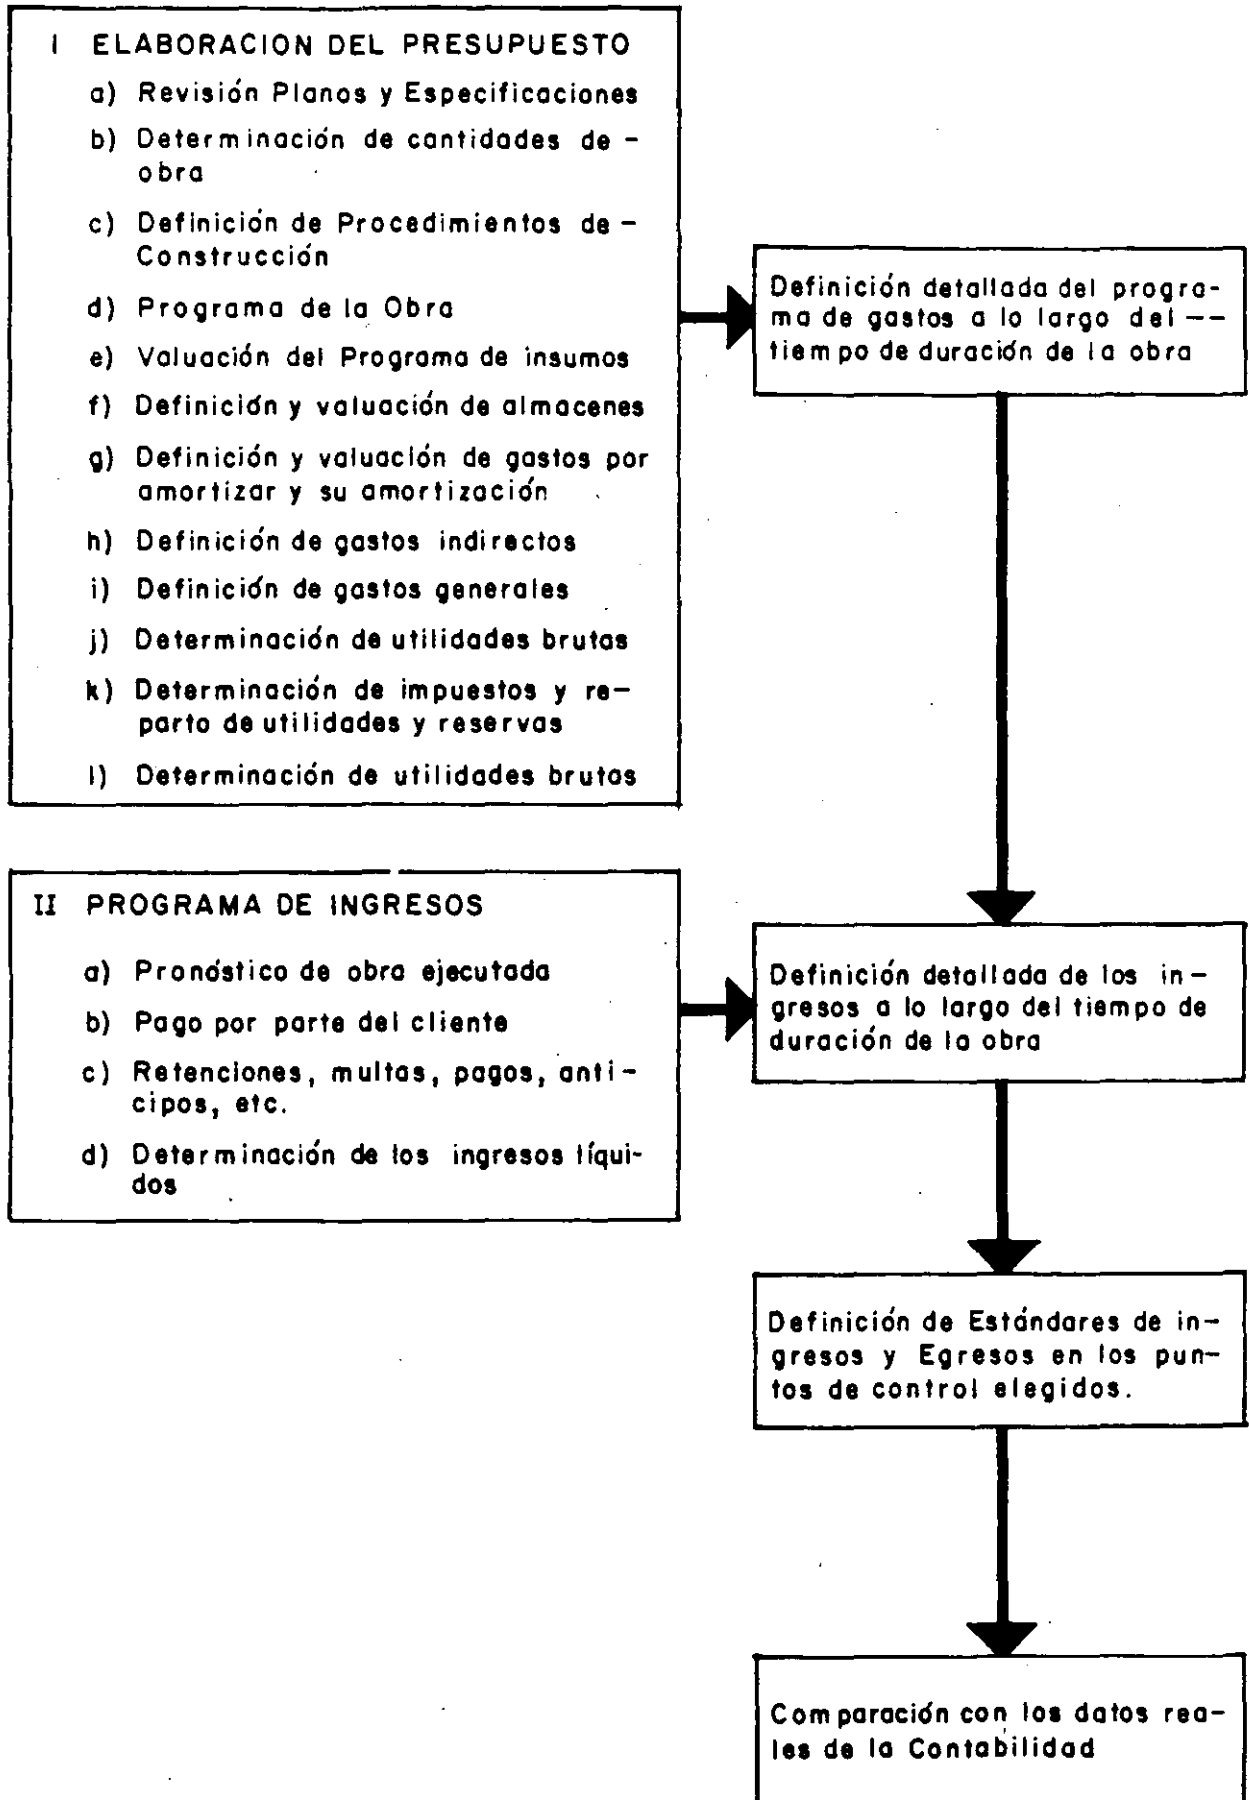 I ELABORACION DEL PRESUPUESTO
a) Revisión Planos y Especificaciones
b) Determinación de cantidades de -
obra
c) Definición de Procedimientos de -
Construcción
d) Programa de la Obra
e) Valuación del Programa de insumos
f) Definición y valuación de almacenes
g) Definición y valuación de gastos por
amortizar y su amortización
h) Definición de gastos indirectos
i) Definición de gastos generales
j) Determinación de utilidades brutas
k) Determinación de impuestos y re-
parto de utilidades y reservas
l) Determinación de utilidades brutas
Definición detallada del progra-
ma de gastos a lo largo del --
tiempo de duración de la obra
II PROGRAMA DE INGRESOS
a) Pronóstico de obra ejecutada
b) Pago por parte del cliente
c) Retenciones, multas, pagos, anti-
cipos, etc.
d) Determinación de los ingresos líqui-
dos
Definición detallada de los in-
gresos a lo largo del tiempo de
duración de la obra
Definición de Estándares de in-
gresos y Egresos en los pun-
tos de control elegidos.
Comparación con los datos rea-
les de la Contabilidad